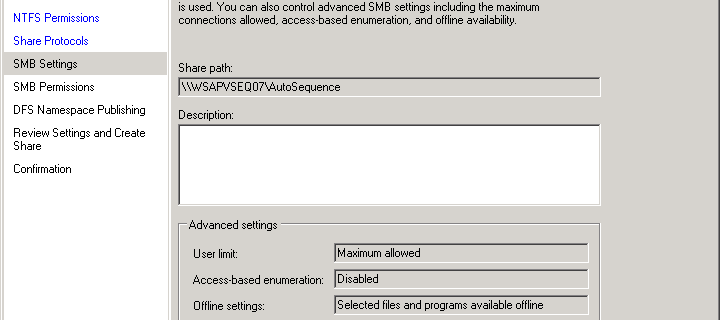 NTFS Permissions
Share Protocols
SMB Settings
SMB Permissions
DFS Namespace Publishing
Review Settings and Create
Share
Confirmation
is used. You can also control advanced SMB settings including the maximum
connections allowed, access-based enumeration, and offline availability.
Share path:
\\WSAPVSEQ07\AutoSequence
Description:
Advanced settings
User limit: Maximum allowed
Access-based enumeration: Disabled
Offline settings: Selected files and programs available offline